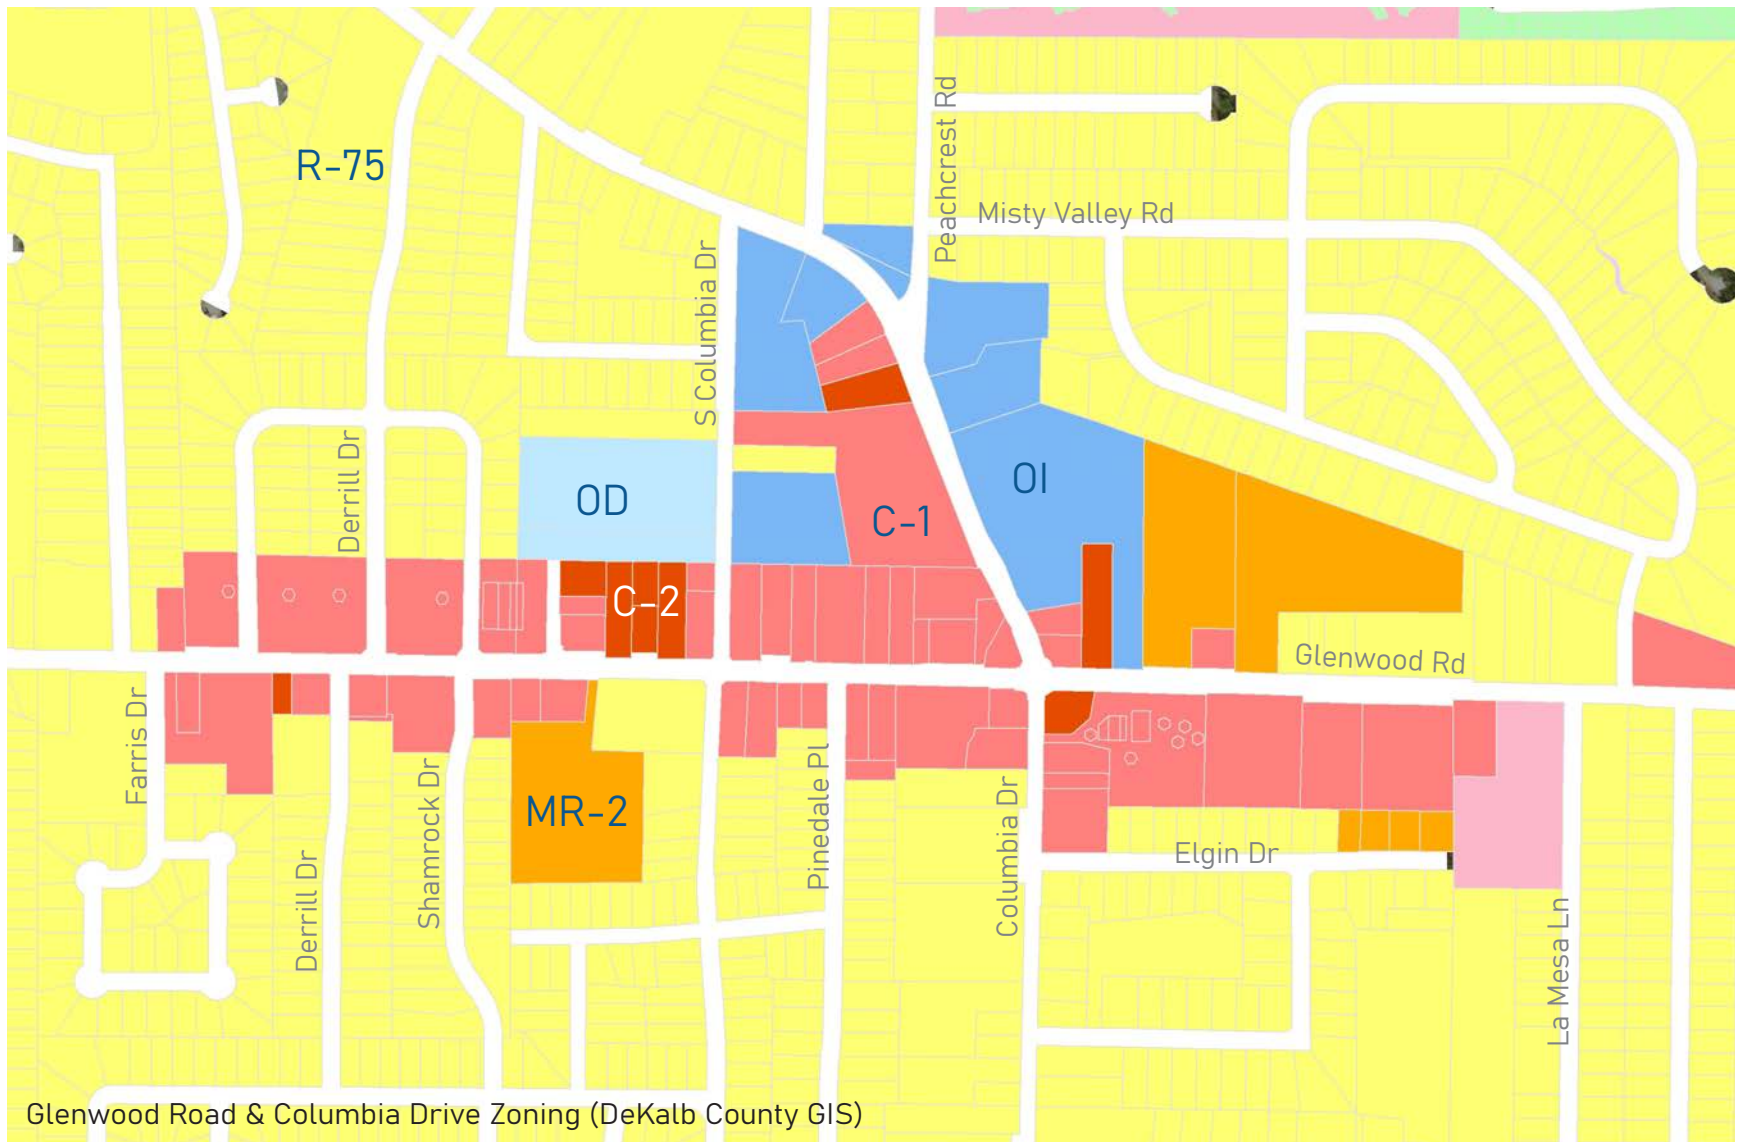 Peachcrest Rd
R-75
Misty Valley Rd
S Columbia Dr
OI
OD
C-1
Derrill Dr
C-2
Glenwood Rd
Farris Dr
MR-2
Shamrock Dr
Pinedale Pl
Columbia Dr
Elgin Dr
Derrill Dr
La Mesa Ln
Glenwood Road & Columbia Drive Zoning (DeKalb County GIS)